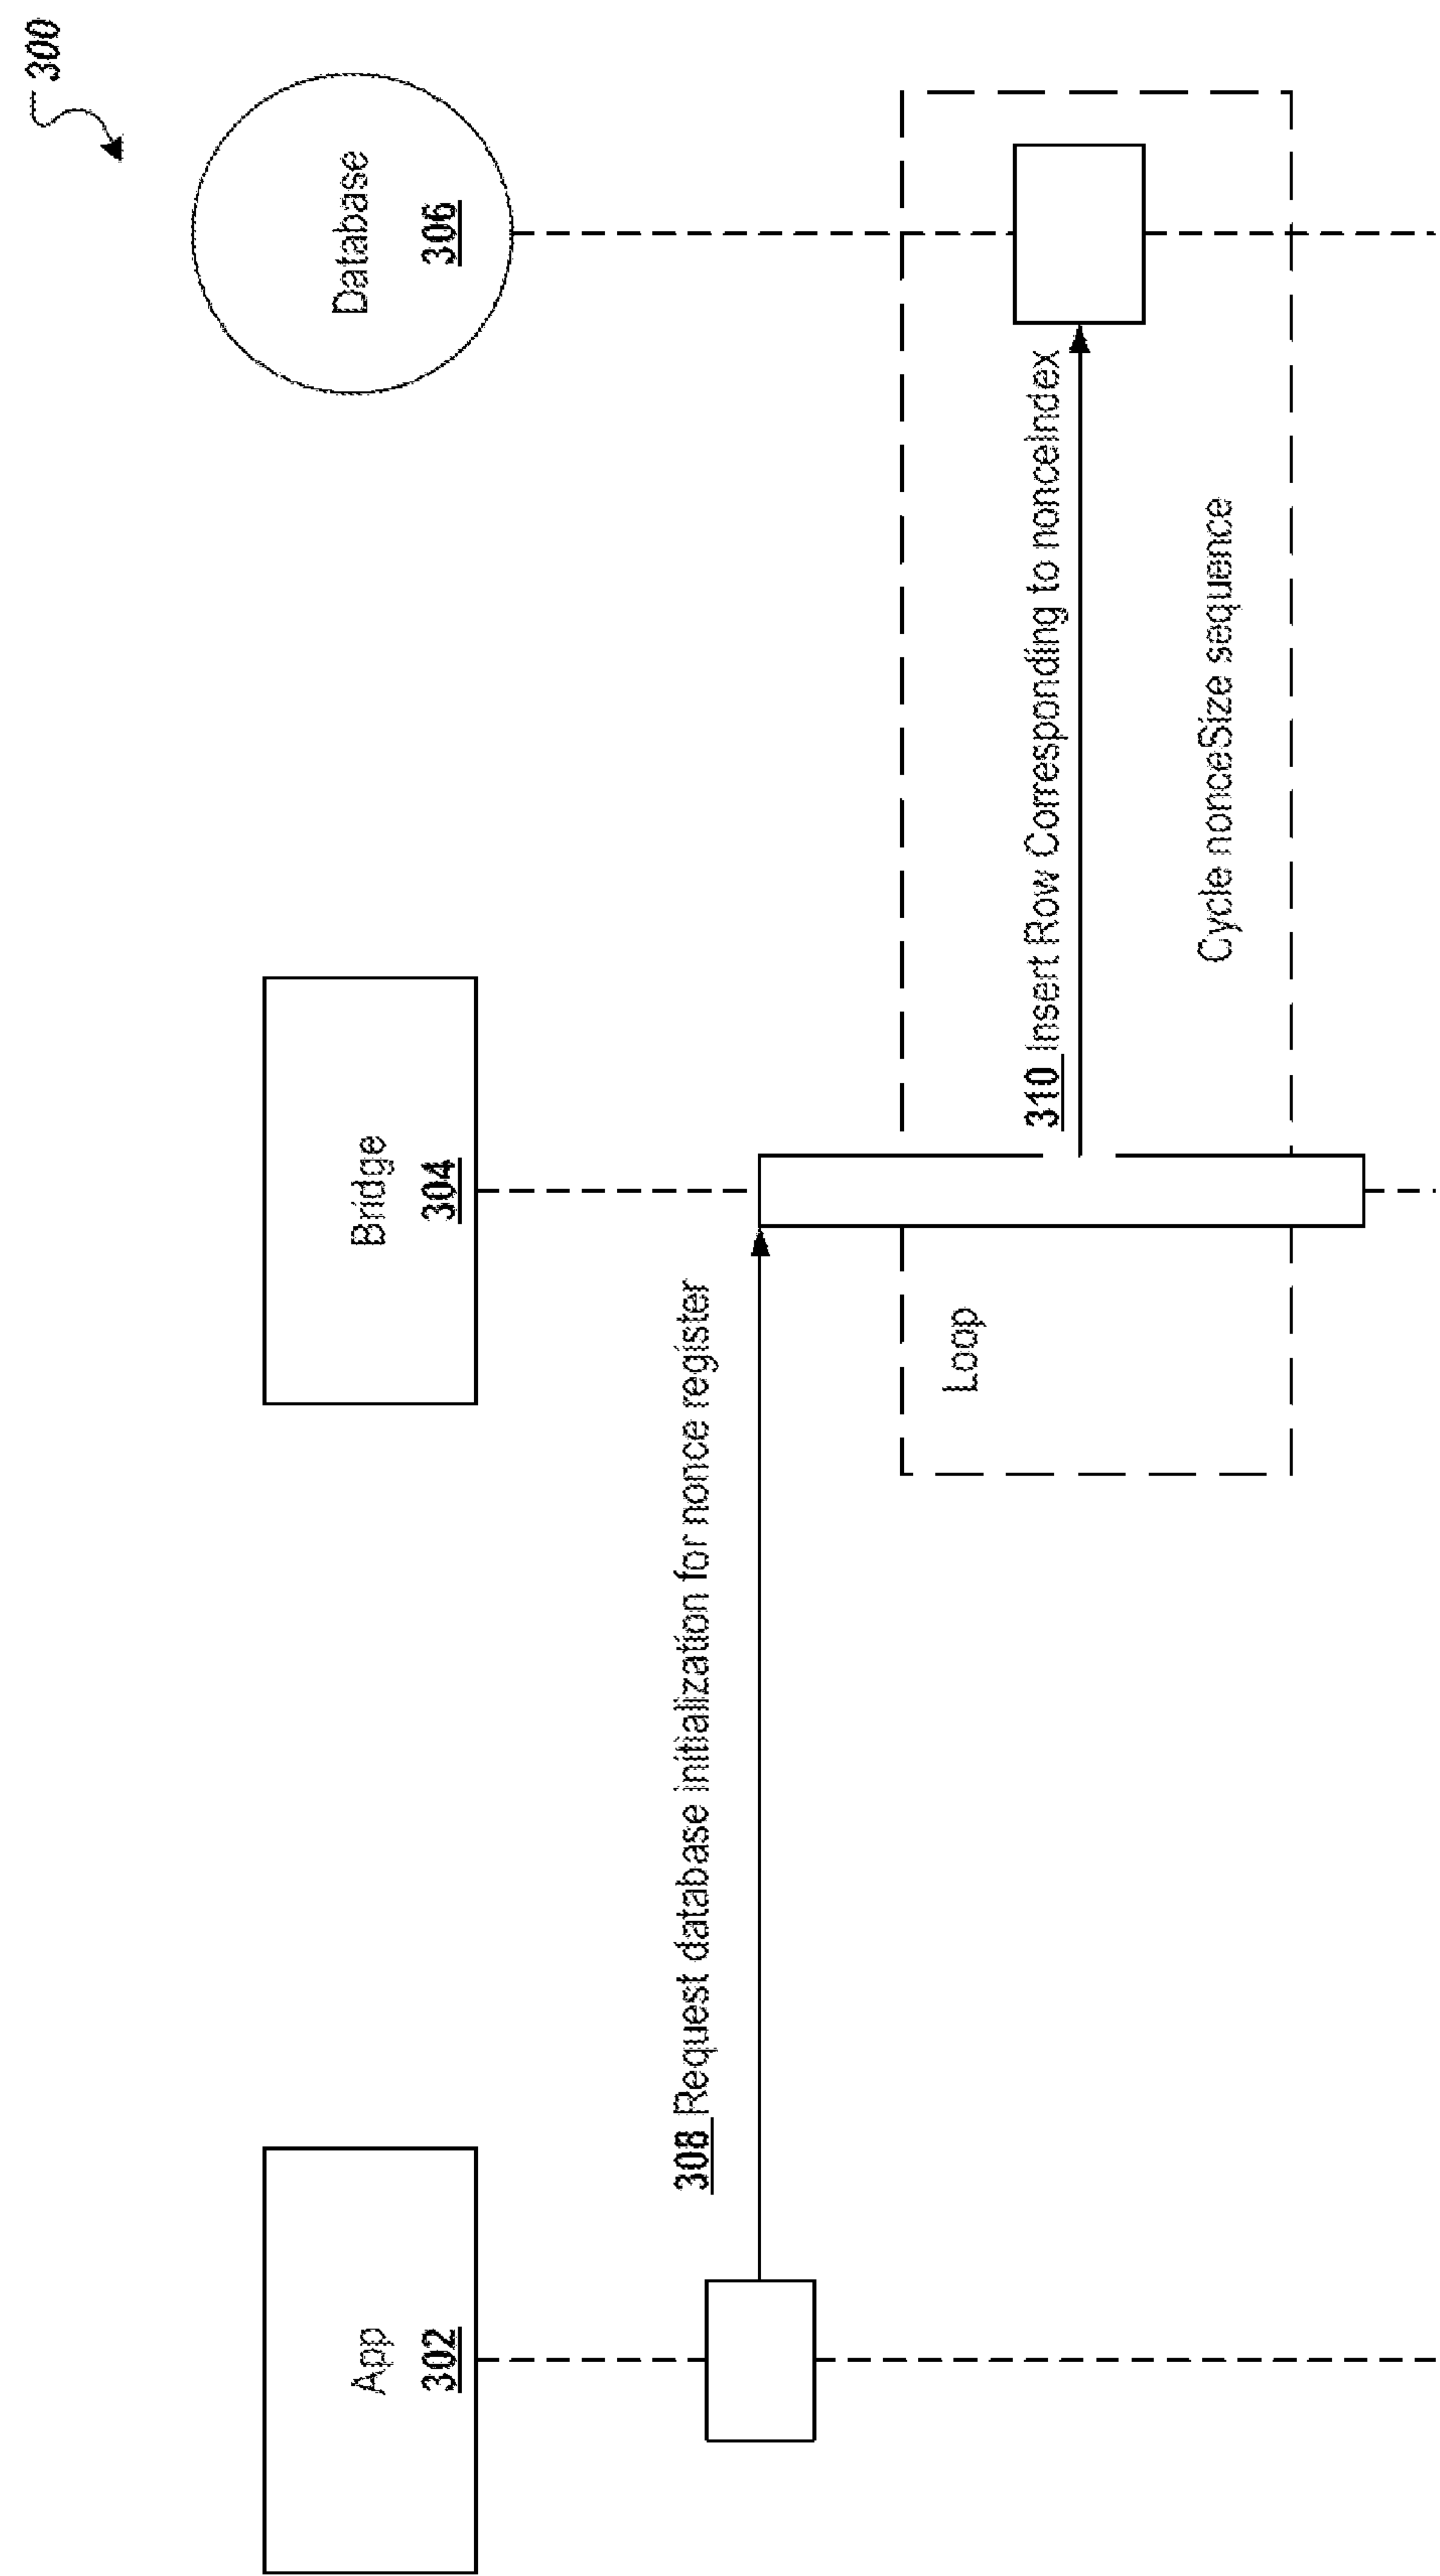 300
App
302
Bridge
304
Database
306
308 Request database initialization for nonce register
Loop
310 Insert Row Corresponding to nonceIndex
Cycle nonceSize sequence